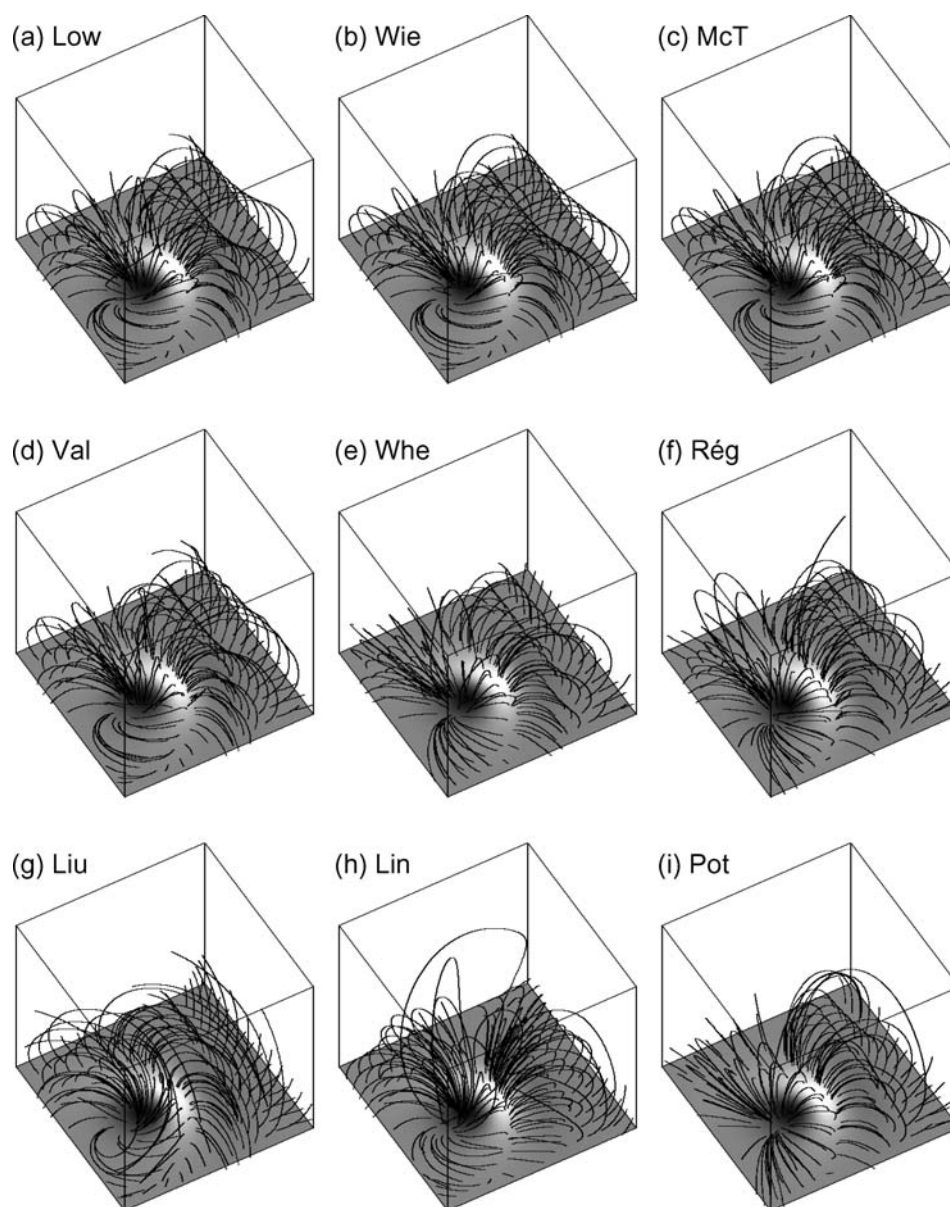 (a) Low
(b) Wie
(c) McT
(d) Val
(e) Whe
(f) Rég
(g) Liu
(h) Lin
(i) Pot